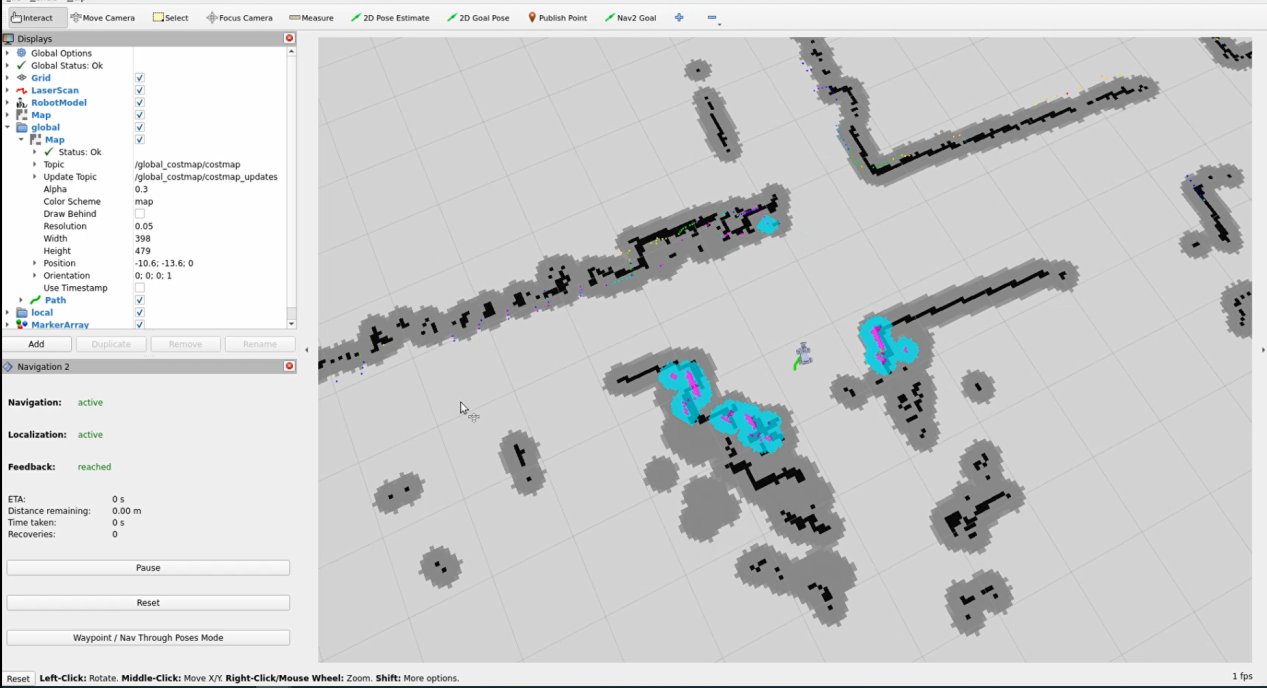 Interact Move Camera Select Focus Camera Measure 2D Pose Estimate 2D Goal Pose Publish Point Nav2 Goal
Displays
Global Options
Global Status: Ok
Grid
LaserScan
RobotModel
Map
global
Map
Status: Ok
Topic /global_costmap/costmap
Update Topic /global_costmap/costmap_updates
Alpha 0.3
Color Scheme map
Draw Behind
Resolution 0.05
Width 398
Height 479
Position -10.6; -13.6; 0
Orientation 0; 0; 0; 1
Use Timestamp
Path
local
MarkerArray
Add Duplicate Remove Rename
Navigation 2
Navigation: active
Localization: active
Feedback: reached
ETA: 0 s
Distance remaining: 0.00 m
Time taken: 0 s
Recoveries: 0
Pause
Reset
Waypoint / Nav Through Poses Mode
Reset Left-Click: Rotate. Middle-Click: Move X/Y. Right-Click/Mouse Wheel: Zoom. Shift: More options. 1 fps